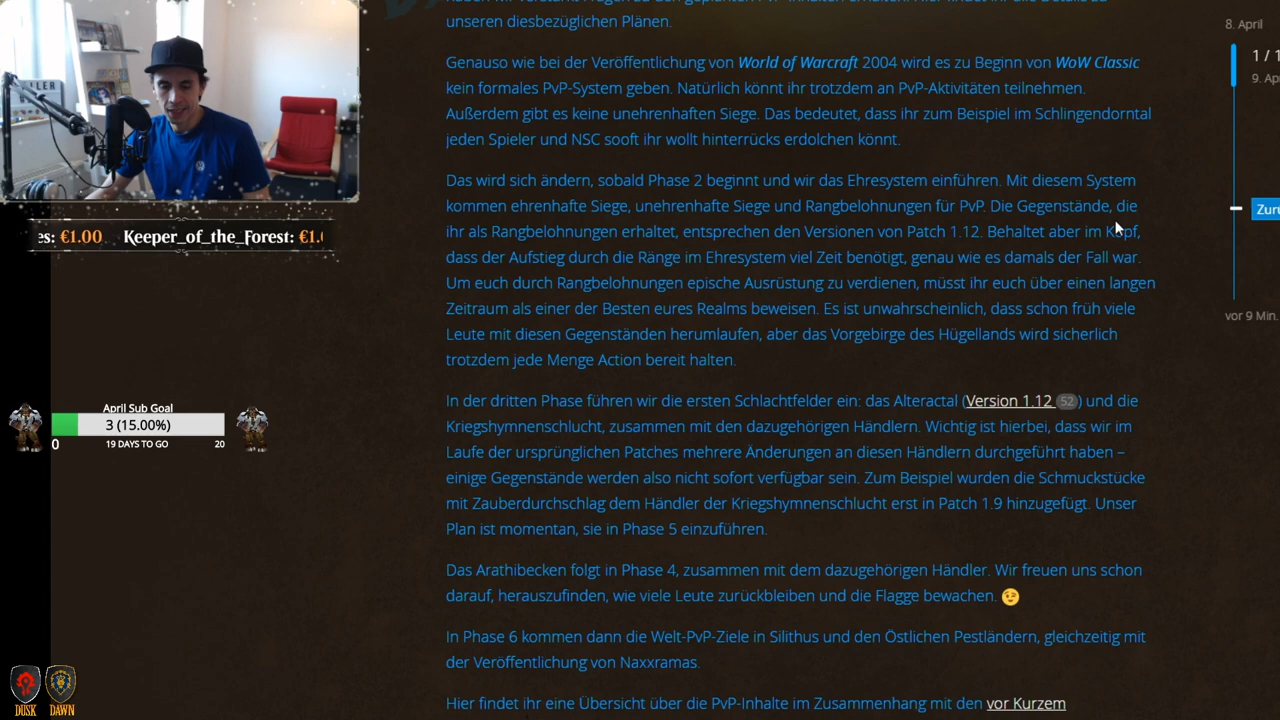 unseren diesbezüglichen Plänen.
Genauso wie bei der Veröffentlichung von World of Warcraft 2004 wird es zu Beginn von WoW Classic
kein formales PvP-System geben. Natürlich könnt ihr trotzdem an PvP-Aktivitäten teilnehmen.
Außerdem gibt es keine unehrenhaften Siege. Das bedeutet, dass ihr zum Beispiel im Schlingendorntal
jeden Spieler und NSC sooft ihr wollt hinterrücks erdolchen könnt.
Das wird sich ändern, sobald Phase 2 beginnt und wir das Ehresystem einführen. Mit diesem System
kommen ehrenhafte Siege, unehrenhafte Siege und Rangbelohnungen für PvP. Die Gegenstände, die
ihr als Rangbelohnungen erhaltet, entsprechen den Versionen von Patch 1.12. Behaltet aber im Kopf,
dass der Aufstieg durch die Ränge im Ehresystem viel Zeit benötigt, genau wie es damals der Fall war.
Um euch durch Rangbelohnungen epische Ausrüstung zu verdienen, müsst ihr euch über einen langen
Zeitraum als einer der Besten eures Realms beweisen. Es ist unwahrscheinlich, dass schon früh viele
Leute mit diesen Gegenständen herumlaufen, aber das Vorgebirge des Hügellands wird sicherlich
trotzdem jede Menge Action bereit halten.
In der dritten Phase führen wir die ersten Schlachtfelder ein: das Alteractal (Version 1.12 52) und die
Kriegshymnenschlucht, zusammen mit den dazugehörigen Händlern. Wichtig ist hierbei, dass wir im
Laufe der ursprünglichen Patches mehrere Änderungen an diesen Händlern durchgeführt haben –
einige Gegenstände werden also nicht sofort verfügbar sein. Zum Beispiel wurden die Schmuckstücke
mit Zauberdurchschlag dem Händler der Kriegshymnenschlucht erst in Patch 1.9 hinzugefügt. Unser
Plan ist momentan, sie in Phase 5 einzuführen.
Das Arathibecken folgt in Phase 4, zusammen mit dem dazugehörigen Händler. Wir freuen uns schon
darauf, herauszufinden, wie viele Leute zurückbleiben und die Flagge bewachen. 😉
In Phase 6 kommen dann die Welt-PvP-Ziele in Silithus und den Östlichen Pestländern, gleichzeitig mit
der Veröffentlichung von Naxxramas.
Hier findet ihr eine Übersicht über die PvP-Inhalte im Zusammenhang mit den vor Kurzem
8. April
1 / 1
9. Apr
Zurü
vor 9 Min.
es: €1.00 Keeper_of_the_Forest: €1.0
April Sub Goal
3 (15.00%)
0 19 DAYS TO GO 20
DUSK DAWN